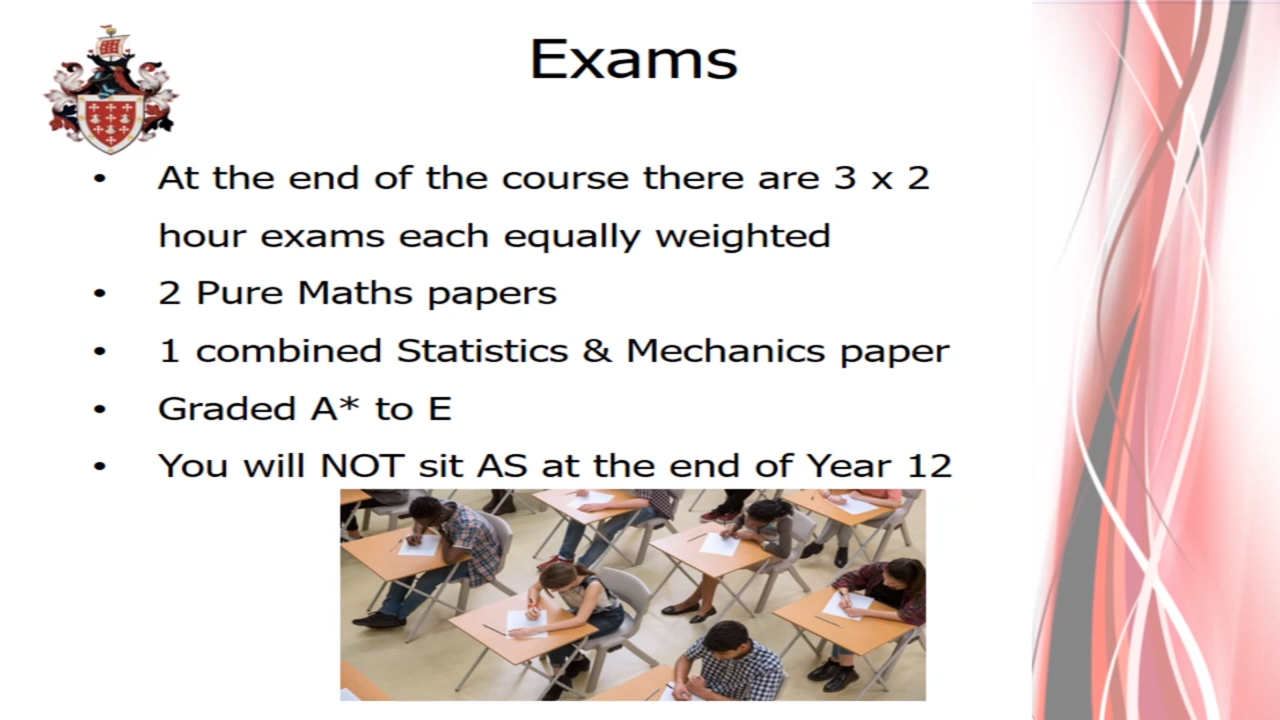 Exams
• At the end of the course there are 3 x 2
hour exams each equally weighted
• 2 Pure Maths papers
• 1 combined Statistics & Mechanics paper
• Graded A* to E
• You will NOT sit AS at the end of Year 12